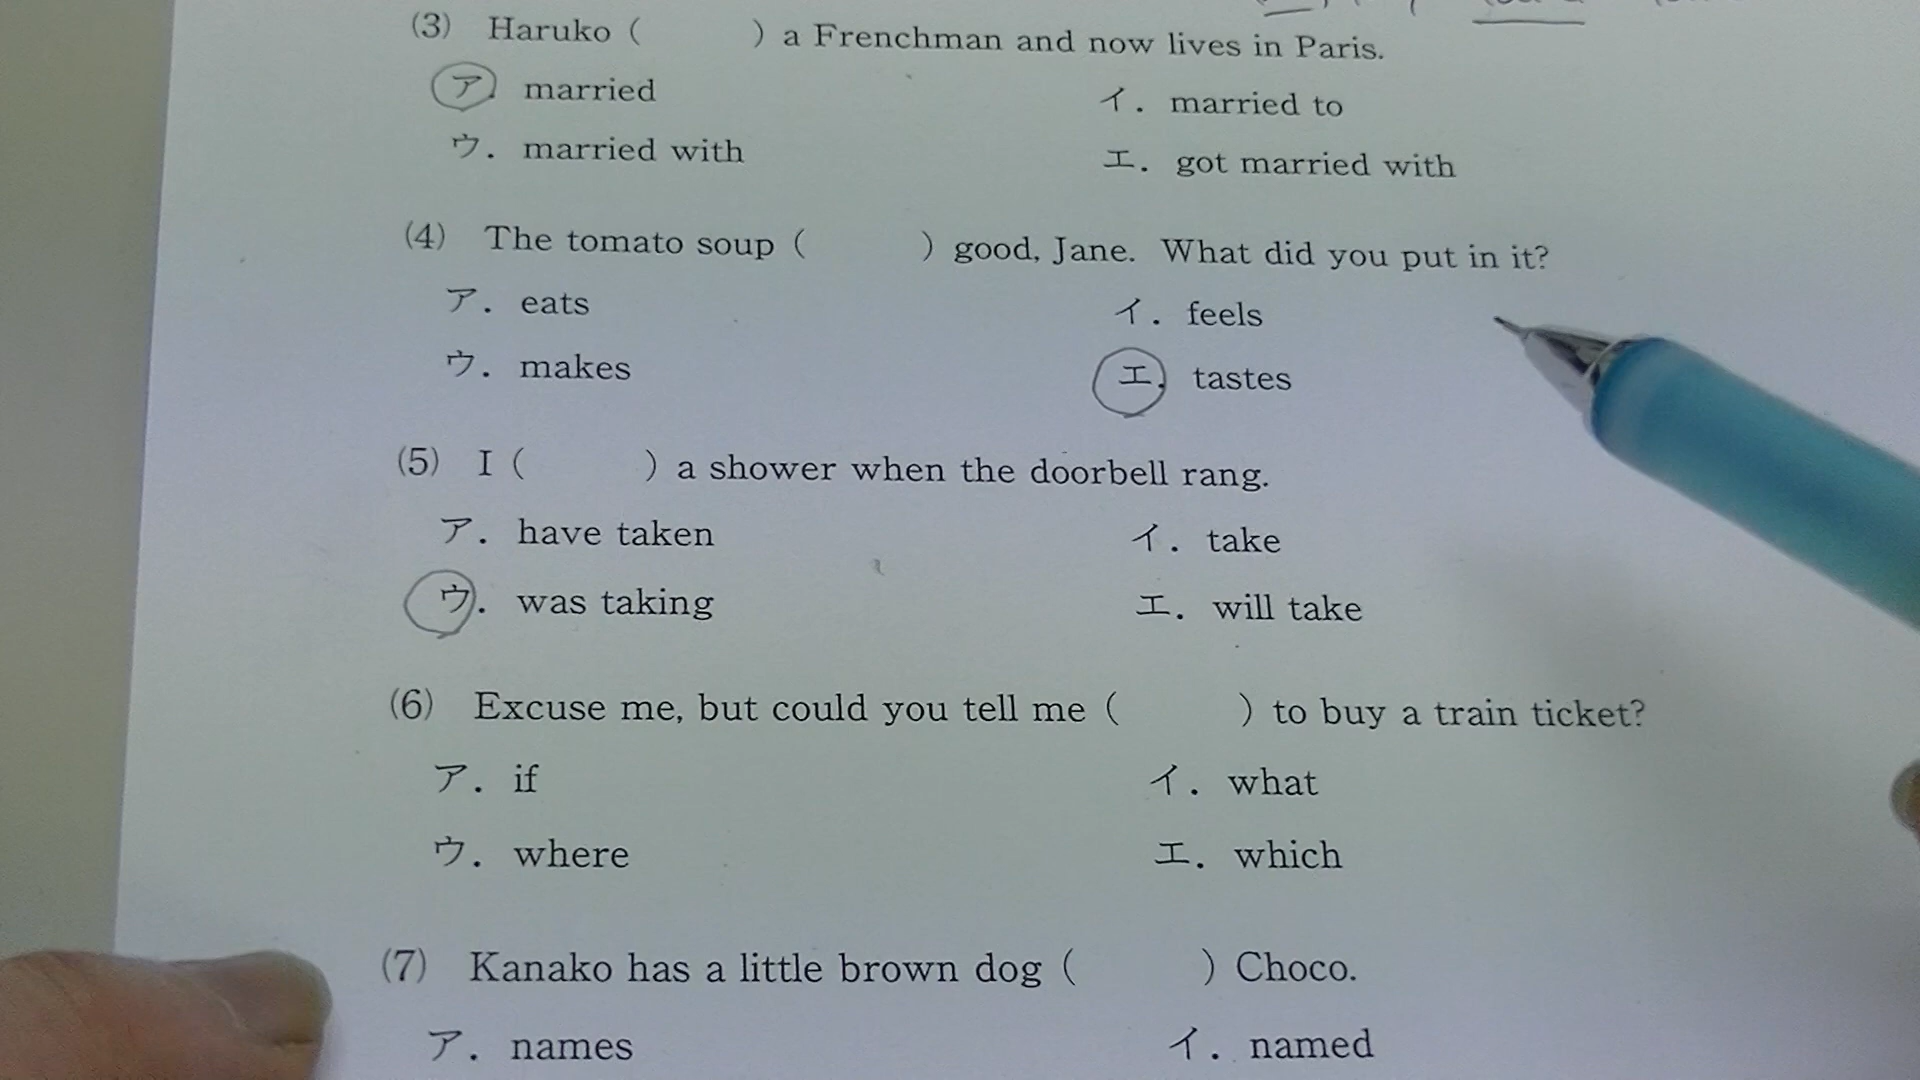 (3) Haruko (　　) a Frenchman and now lives in Paris.
ア. married　　イ. married to
ウ. married with　　エ. got married with
(4) The tomato soup (　　) good, Jane. What did you put in it?
ア. eats　　イ. feels
ウ. makes　　エ. tastes
(5) I (　　) a shower when the doorbell rang.
ア. have taken　　イ. take
ウ. was taking　　エ. will take
(6) Excuse me, but could you tell me (　　) to buy a train ticket?
ア. if　　イ. what
ウ. where　　エ. which
(7) Kanako has a little brown dog (　　) Choco.
ア. names　　イ. named